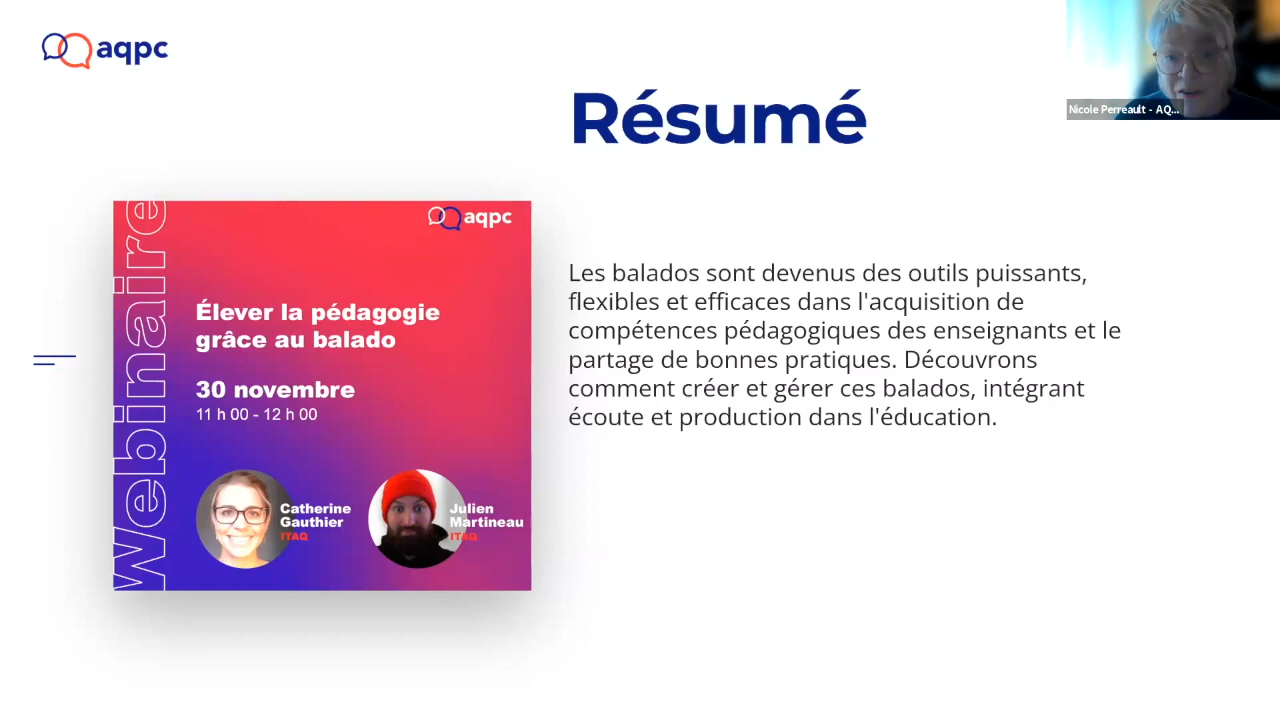 aqpc
Résumé
Nicole Perreault - AQ...
Webinaire
aqpc
Élever la pédagogie
grâce au balado
30 novembre
11 h 00 - 12 h 00
Catherine
Gauthier
ITAQ
Julien
Martineau
ITAQ
Les balados sont devenus des outils puissants,
flexibles et efficaces dans l'acquisition de
compétences pédagogiques des enseignants et le
partage de bonnes pratiques. Découvrons
comment créer et gérer ces balados, intégrant
écoute et production dans l'éducation.